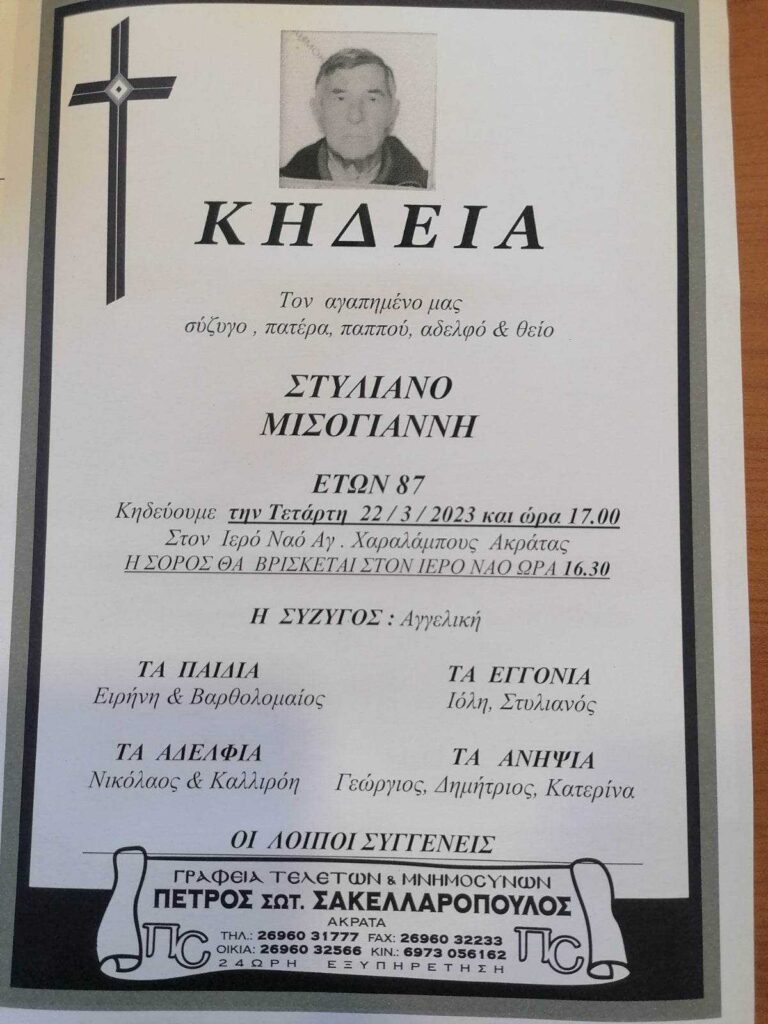 ΚΗΔΕΙΑ
Τον αγαπημένο μας
σύζυγο , πατέρα, παππού, αδελφό & θείο
ΣΤΥΛΙΑΝΟ
ΜΙΣΟΓΙΑΝΝΗ
ΕΤΩΝ 87
Κηδεύουμε την Τετάρτη 22 / 3 / 2023 και ώρα 17.00
Στον Ιερό Ναό Αγ . Χαραλάμπους Ακράτας
Η ΣΟΡΟΣ ΘΑ ΒΡΙΣΚΕΤΑΙ ΣΤΟΝ ΙΕΡΟ ΝΑΟ ΩΡΑ 16.30
Η ΣΥΖΥΓΟΣ : Αγγελική
ΤΑ ΠΑΙΔΙΑ
Ειρήνη & Βαρθολομαίος
ΤΑ ΕΓΓΟΝΙΑ
Ιόλη, Στυλιανός
ΤΑ ΑΔΕΛΦΙΑ
Νικόλαος & Καλλιρόη
ΤΑ ΑΝΗΨΙΑ
Γεώργιος, Δημήτριος, Κατερίνα
ΟΙ ΛΟΙΠΟΙ ΣΥΓΓΕΝΕΙΣ
ΓΡΑΦΕΙΑ ΤΕΛΕΤΩΝ & ΜΝΗΜΟΣΥΝΩΝ
ΠΕΤΡΟΣ ΣΩΤ. ΣΑΚΕΛΛΑΡΟΠΟΥΛΟΣ
ΑΚΡΑΤΑ
ΤΗΛ.: 26960 31777 FAX: 26960 32233
ΟΙΚΙΑ: 26960 32566 ΚΙΝ.: 6973 056162
24ΩΡΗ ΕΞΥΠΗΡΕΤΗΣΗ
ΠС
ΠС